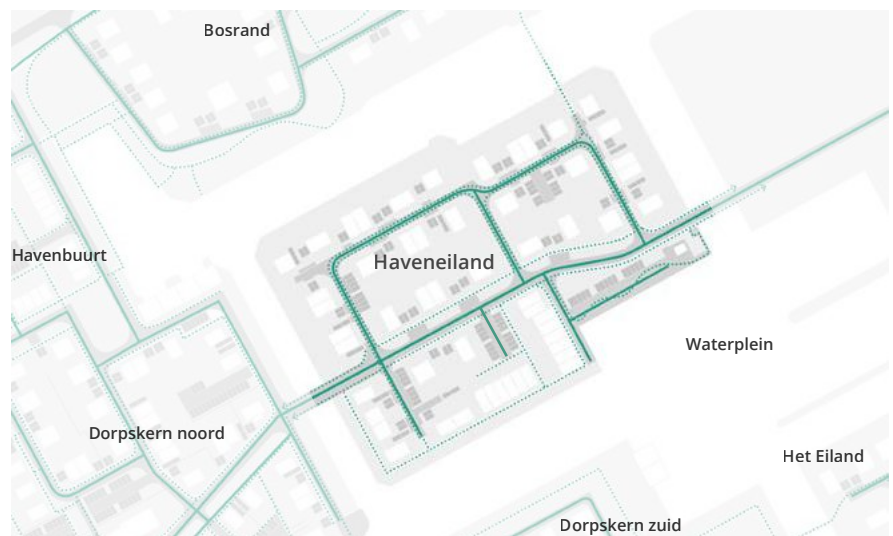 Bosrand
Havenbuurt
Haveneiland
Waterplein
Dorpskern noord
Het Eiland
Dorpskern zuid